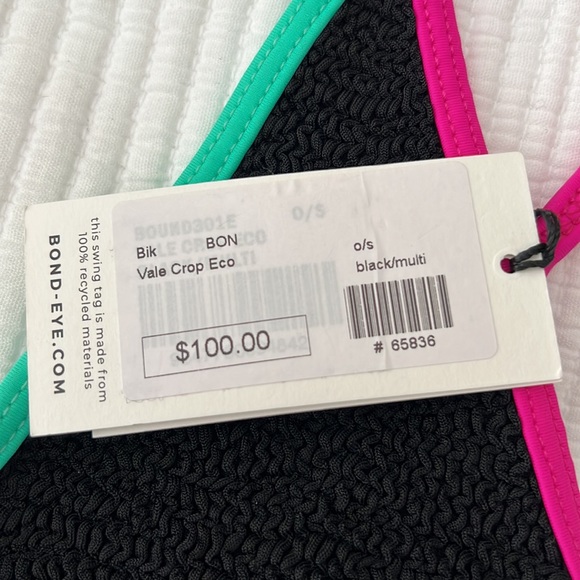 BOUND301E O/S
Bik BON o/s
Vale Crop Eco black/multi
$100.00
# 65836
this swing tag is made from
100% recycled materials
BOND-EYE.COM